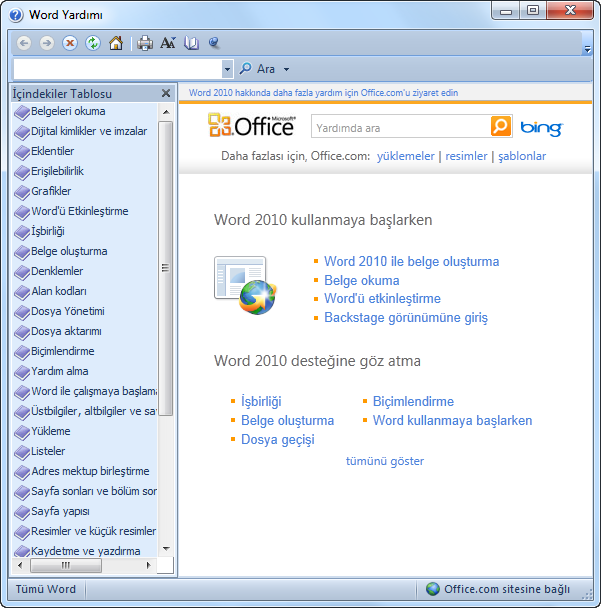 Word Yardımı
Ara
İçindekiler Tablosu
Belgeleri okuma
Dijital kimlikler ve imzalar
Eklentiler
Erişilebilirlik
Grafikler
Word'ü Etkinleştirme
İşbirliği
Belge oluşturma
Denklemler
Alan kodları
Dosya Yönetimi
Dosya aktarımı
Biçimlendirme
Yardım alma
Word ile çalışmaya başlama
Üstbilgiler, altbilgiler ve sa
Yükleme
Listeler
Adres mektup birleştirme
Sayfa sonları ve bölüm sor
Sayfa yapısı
Resimler ve küçük resimler
Kaydetme ve yazdırma
Word 2010 hakkında daha fazla yardım için Office.com'u ziyaret edin
Microsoft Office Yardımda ara bing
Daha fazlası için, Office.com: yüklemeler | resimler | şablonlar
Word 2010 kullanmaya başlarken
Word 2010 ile belge oluşturma
Belge okuma
Word'ü etkinleştirme
Backstage görünümüne giriş
Word 2010 desteğine göz atma
İşbirliği Biçimlendirme
Belge oluşturma Word kullanmaya başlarken
Dosya geçişi
tümünü göster
Tümü Word Office.com sitesine bağlı